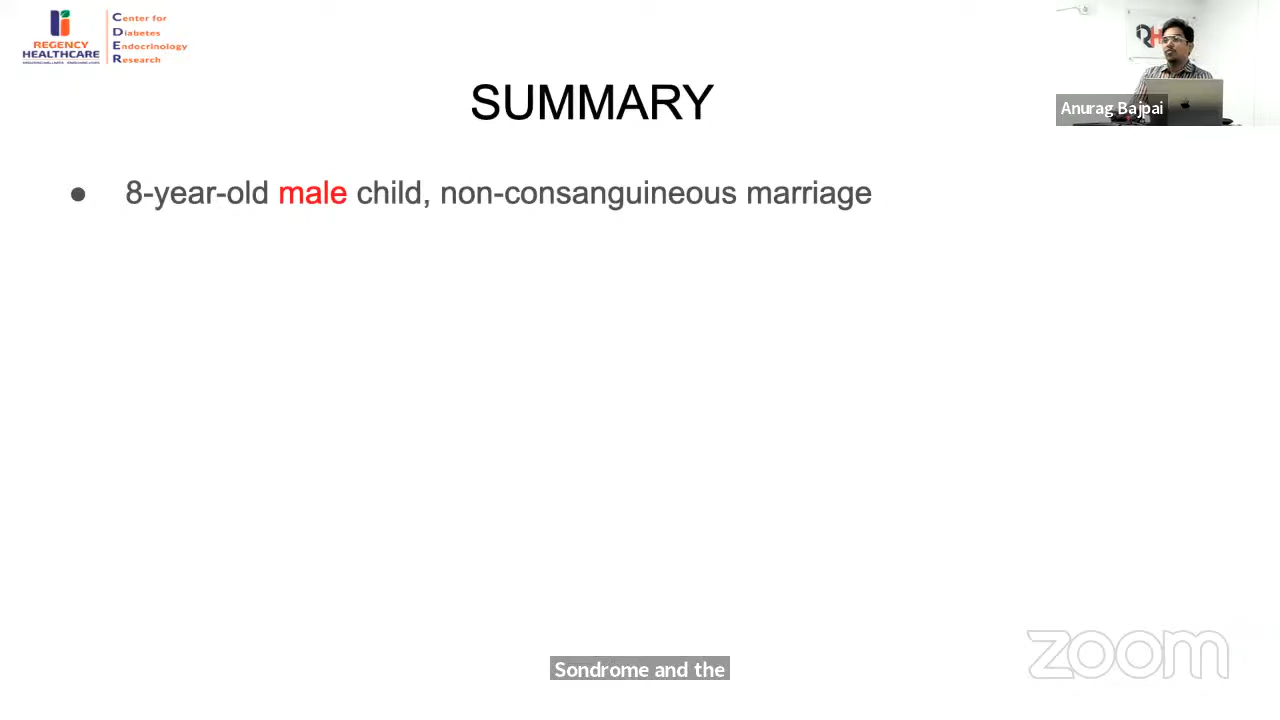 REGENCY
HEALTHCARE
Center for
Diabetes
Endocrinology
Research
Anurag Bajpai
SUMMARY
● 8-year-old male child, non-consanguineous marriage
Sondrome and the
zoom